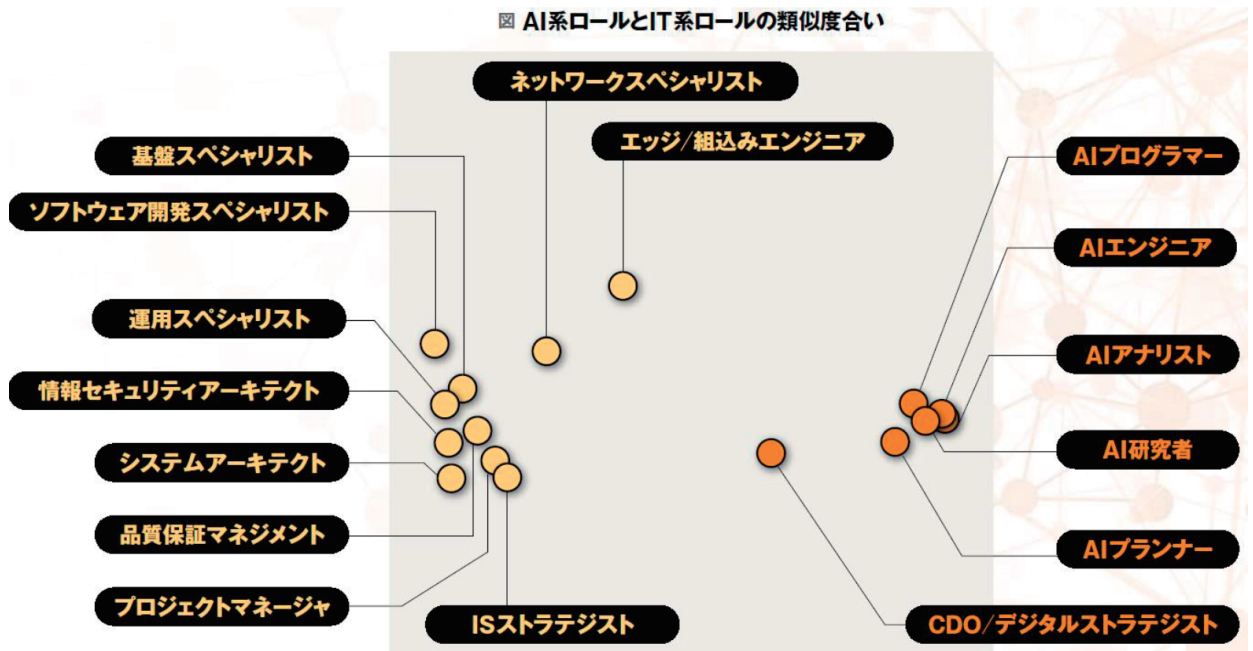 図 AI系ロールとIT系ロールの類似度合い
ネットワークスペシャリスト
エッジ/組込みエンジニア
基盤スペシャリスト
ソフトウェア開発スペシャリスト
運用スペシャリスト
情報セキュリティアーキテクト
システムアーキテクト
品質保証マネジメント
プロジェクトマネージャ
ISストラテジスト
AIプログラマー
AIエンジニア
AIアナリスト
AI研究者
AIプランナー
CDO/デジタルストラテジスト